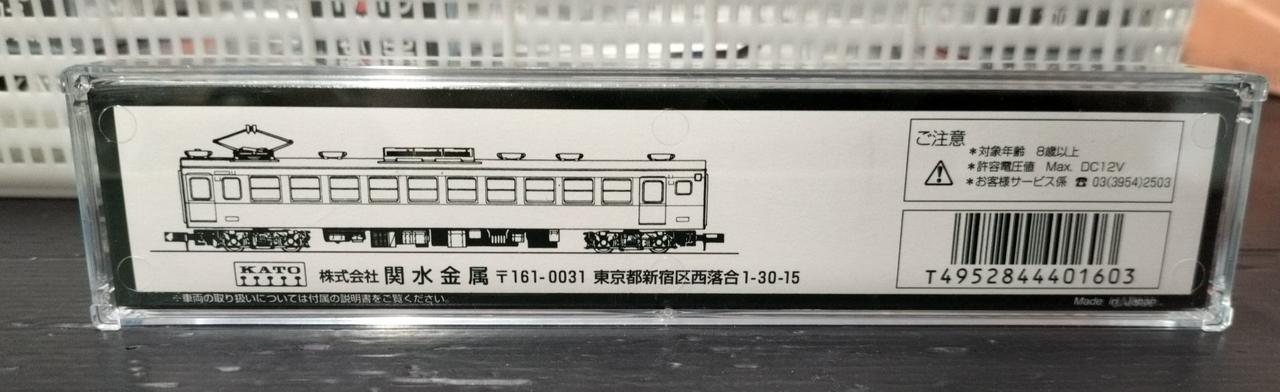 KATO
株式会社 関水金属 〒161-0031 東京都新宿区西落合1-30-15
※車両の取り扱いについては付属の説明書をご覧ください。
ご注意
*対象年齢 8歳以上
*許容電圧値 Max. DC12V
*お客様サービス係 ☎ 03(3954)2503
T4952844401603
Made in Japan